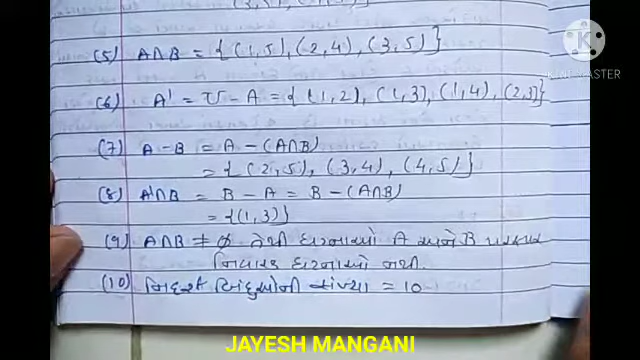 (5) A∩B = {(1,5), (2,4), (3,5)}
(6) A' = U - A = {(1,2), (1,3), (1,4), (2,3)}
(7) A - B = A - (A∩B)
= {(2,5), (3,4), (4,5)}
(8) A'∩B = B - A = B - (A∩B)
= {(1,3)}
(9) A∩B ≠ ϕ તેથી ઘટનાઓ A અને B પરસ્પર
નિવારક ઘટનાઓ નથી.
(10) નિદર્શ બિંદુઓની સંખ્યા = 10
KINEMASTER
JAYESH MANGANI